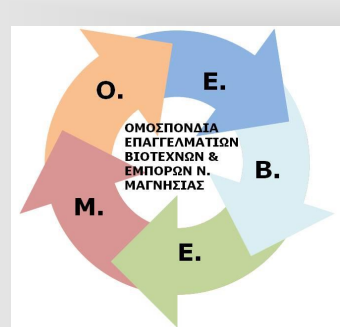 Ο.
Ε.
ΟΜΟΣΠΟΝΔΙΑ
ΕΠΑΓΓΕΛΜΑΤΙΩΝ
ΒΙΟΤΕΧΝΩΝ &
ΕΜΠΟΡΩΝ Ν.
ΜΑΓΝΗΣΙΑΣ
Β.
Ε.
Μ.